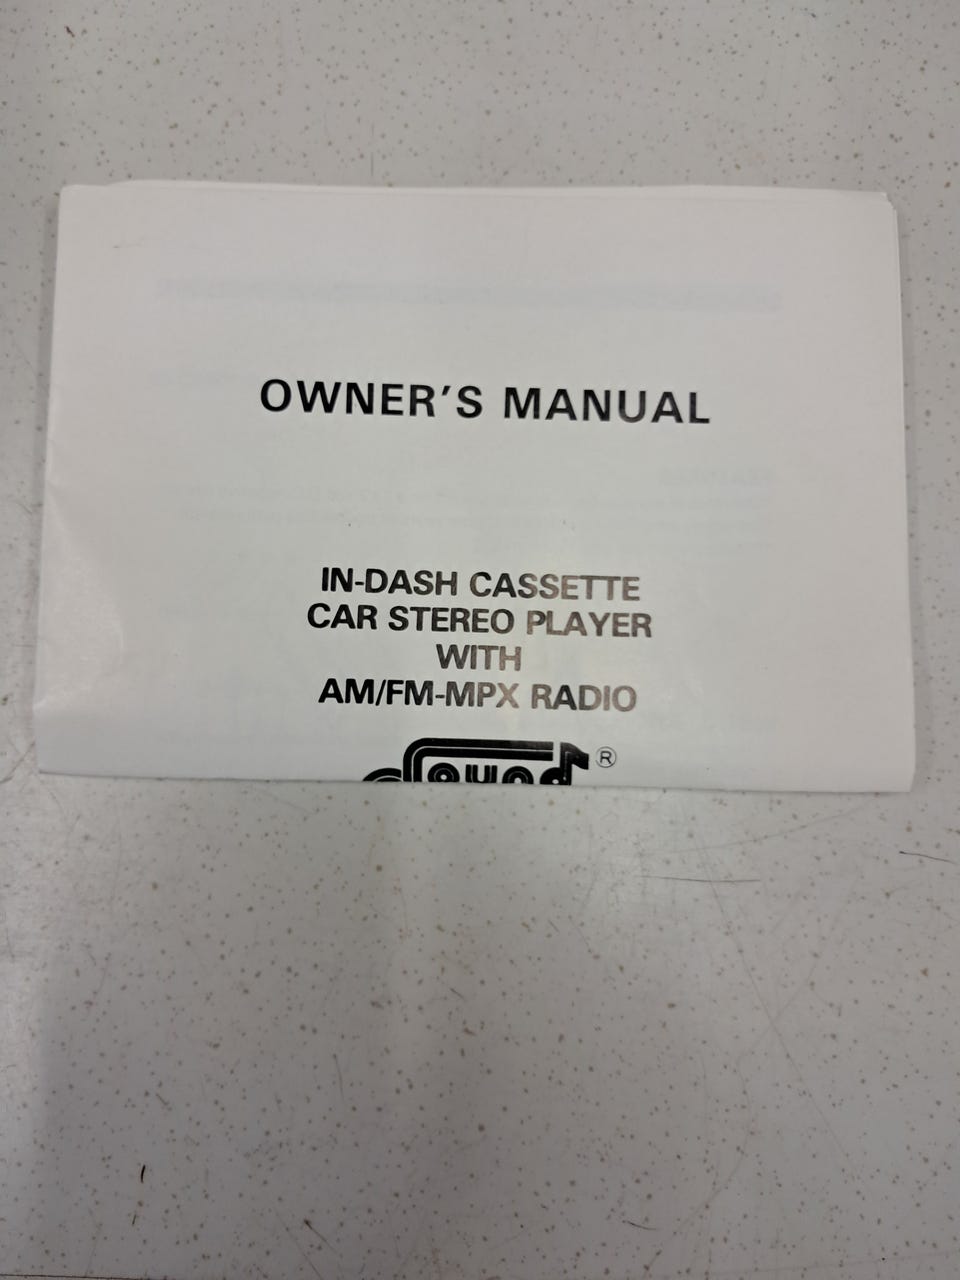 OWNER'S MANUAL
IN-DASH CASSETTE
CAR STEREO PLAYER
WITH
AM/FM-MPX RADIO
®